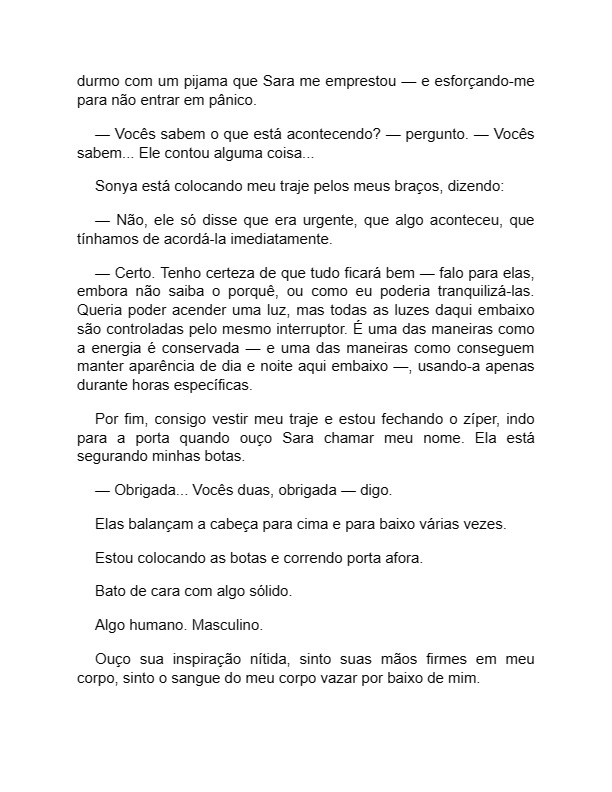 durmo com um pijama que Sara me emprestou — e esforçando-me
para não entrar em pânico.
— Vocês sabem o que está acontecendo? — pergunto. — Vocês
sabem... Ele contou alguma coisa...
Sonya está colocando meu traje pelos meus braços, dizendo:
— Não, ele só disse que era urgente, que algo aconteceu, que
tínhamos de acordá-la imediatamente.
— Certo. Tenho certeza de que tudo ficará bem — falo para elas,
embora não saiba o porquê, ou como eu poderia tranquilizá-las.
Queria poder acender uma luz, mas todas as luzes daqui embaixo
são controladas pelo mesmo interruptor. É uma das maneiras como
a energia é conservada — e uma das maneiras como conseguem
manter aparência de dia e noite aqui embaixo —, usando-a apenas
durante horas específicas.
Por fim, consigo vestir meu traje e estou fechando o zíper, indo
para a porta quando ouço Sara chamar meu nome. Ela está
segurando minhas botas.
— Obrigada... Vocês duas, obrigada — digo.
Elas balançam a cabeça para cima e para baixo várias vezes.
Estou colocando as botas e correndo porta afora.
Bato de cara com algo sólido.
Algo humano. Masculino.
Ouço sua inspiração nítida, sinto suas mãos firmes em meu
corpo, sinto o sangue do meu corpo vazar por baixo de mim.